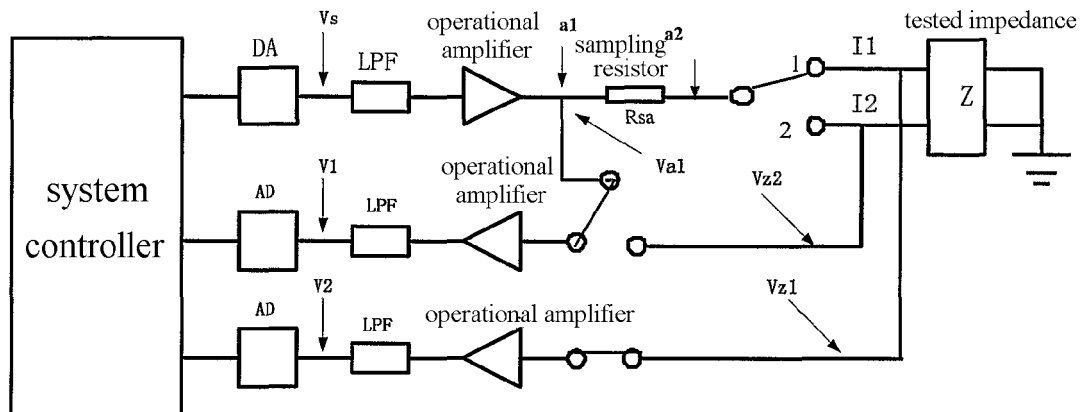 Vs
operational
amplifier
a1
a2
sampling
resistor
tested impedance
DA
LPF
Rsa
1
I1
2
I2
Z
Va1
system
controller
V1
AD
LPF
operational
amplifier
Vz2
V2
AD
LPF
operational amplifier
Vz1